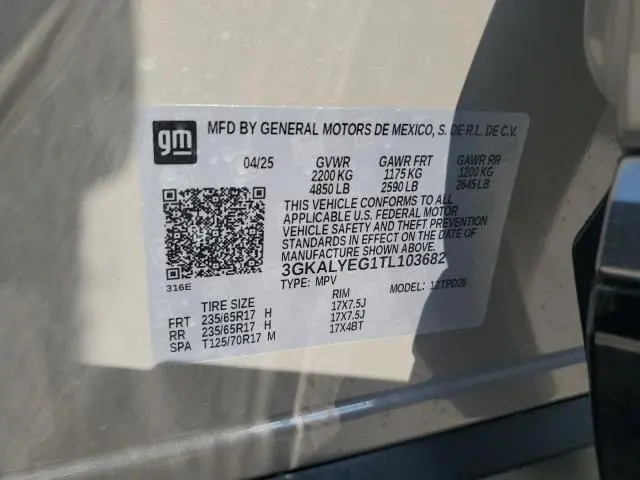 gm
MFD BY GENERAL MOTORS DE MEXICO, S. DE R.L. DE C.V.
04/25 GVWR GAWR FRT GAWR RR
2200 KG 1175 KG 1200 KG
4850 LB 2590 LB 2645 LB
THIS VEHICLE CONFORMS TO ALL
APPLICABLE U.S. FEDERAL MOTOR
VEHICLE SAFETY AND THEFT PREVENTION
STANDARDS IN EFFECT ON THE DATE OF
MANUFACTURE SHOWN ABOVE.
3GKALYEG1TL103682
316E TYPE: MPV MODEL: 12TPD26
TIRE SIZE RIM
FRT 235/65R17 H 17X7.5J
RR 235/65R17 H 17X7.5J
SPA T125/70R17 M 17X4BT